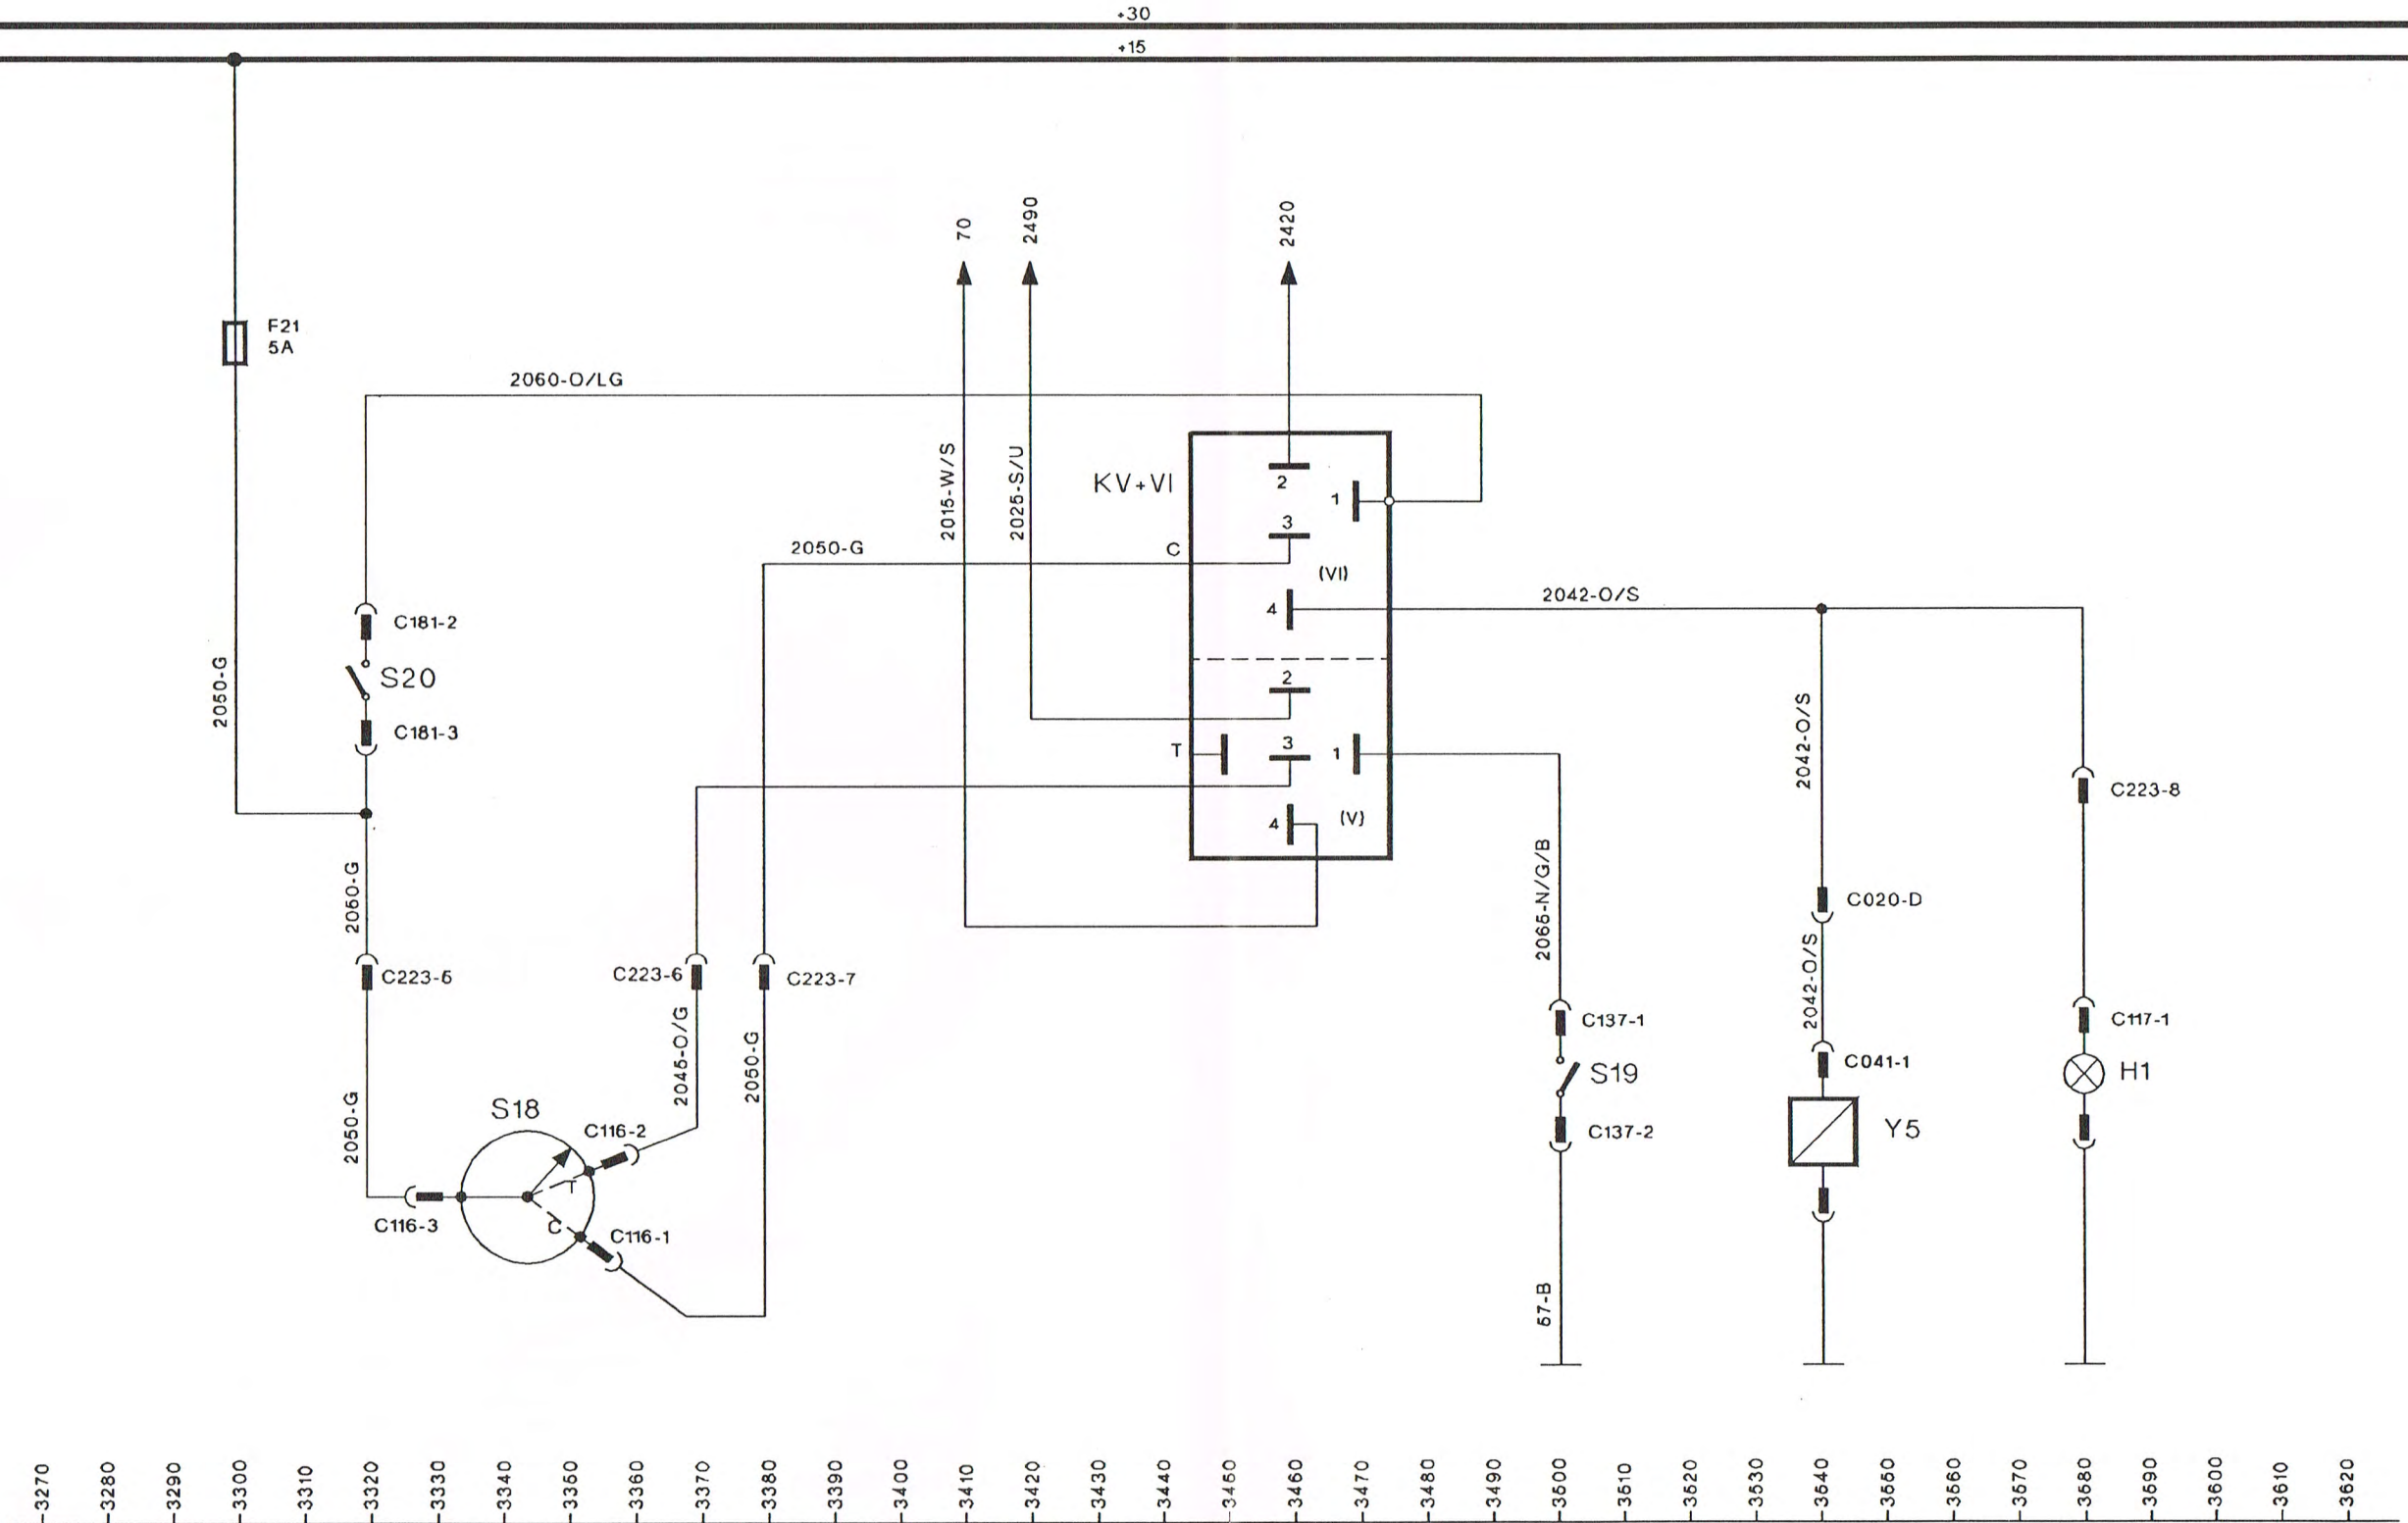 +30
+15
70
2490
2420
F21
5A
2060-O/LG
2015-W/S
2025-S/U
KV+VI
2
1
3
2050-G
C
(VI)
4
2042-O/S
C181-2
2050-G
S20
2
C181-3
T
3
1
2042-O/S
C223-8
4
(V)
2050-G
2065-N/G/B
C020-D
C223-5
C223-6
C223-7
2042-O/S
C137-1
C117-1
2045-O/G
2050-G
C041-1
S19
H1
2050-G
S18
C116-2
C137-2
Y5
T
C116-3
C
C116-1
57-B
3270
3280
3290
3300
3310
3320
3330
3340
3350
3360
3370
3380
3390
3400
3410
3420
3430
3440
3450
3460
3470
3480
3490
3500
3510
3520
3530
3540
3550
3560
3570
3580
3590
3600
3610
3620